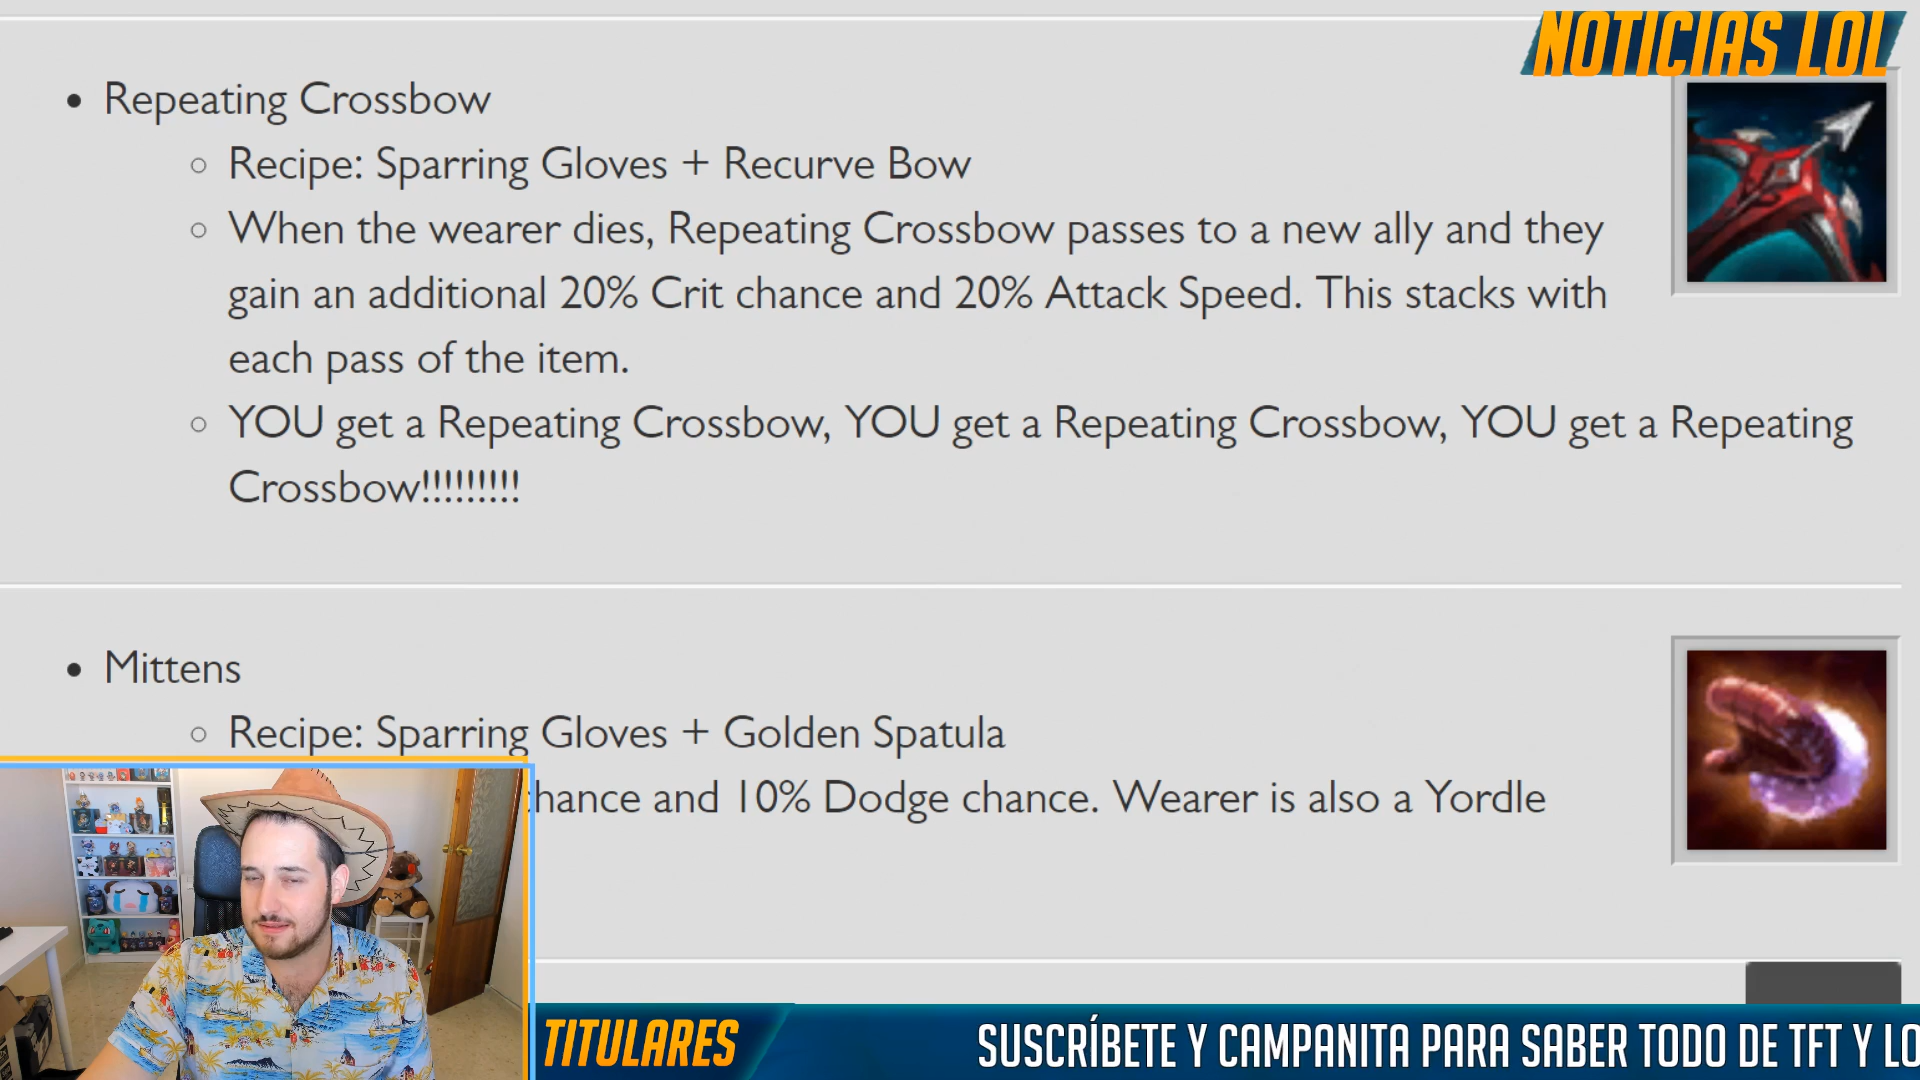 NOTICIAS LOL
Repeating Crossbow
Recipe: Sparring Gloves + Recurve Bow
When the wearer dies, Repeating Crossbow passes to a new ally and they
gain an additional 20% Crit chance and 20% Attack Speed. This stacks with
each pass of the item.
YOU get a Repeating Crossbow, YOU get a Repeating Crossbow, YOU get a Repeating
Crossbow!!!!!!!!!
Mittens
Recipe: Sparring Gloves + Golden Spatula
hance and 10% Dodge chance. Wearer is also a Yordle
TITULARES
SUSCRÍBETE Y CAMPANITA PARA SABER TODO DE TFT Y LO